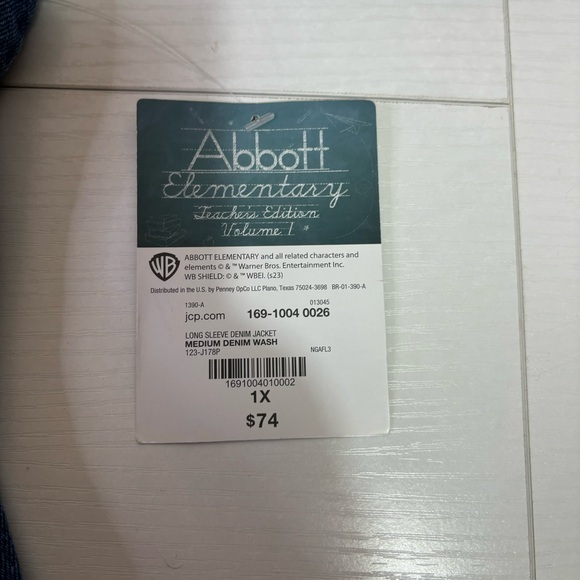 Abbott
Elementary
Teacher's Edition
Volume 1
WB
ABBOTT ELEMENTARY and all related characters and
elements © & ™ Warner Bros. Entertainment Inc.
WB SHIELD: © & ™ WBEI. (s23)
Distributed in the U.S. by Penney OpCo LLC Plano, Texas 75024-3698 BR-01-390-A
1390-A 013045
jcp.com 169-1004 0026
LONG SLEEVE DENIM JACKET
MEDIUM DENIM WASH
123-J178P NGAFL3
1691004010002
1X
$74